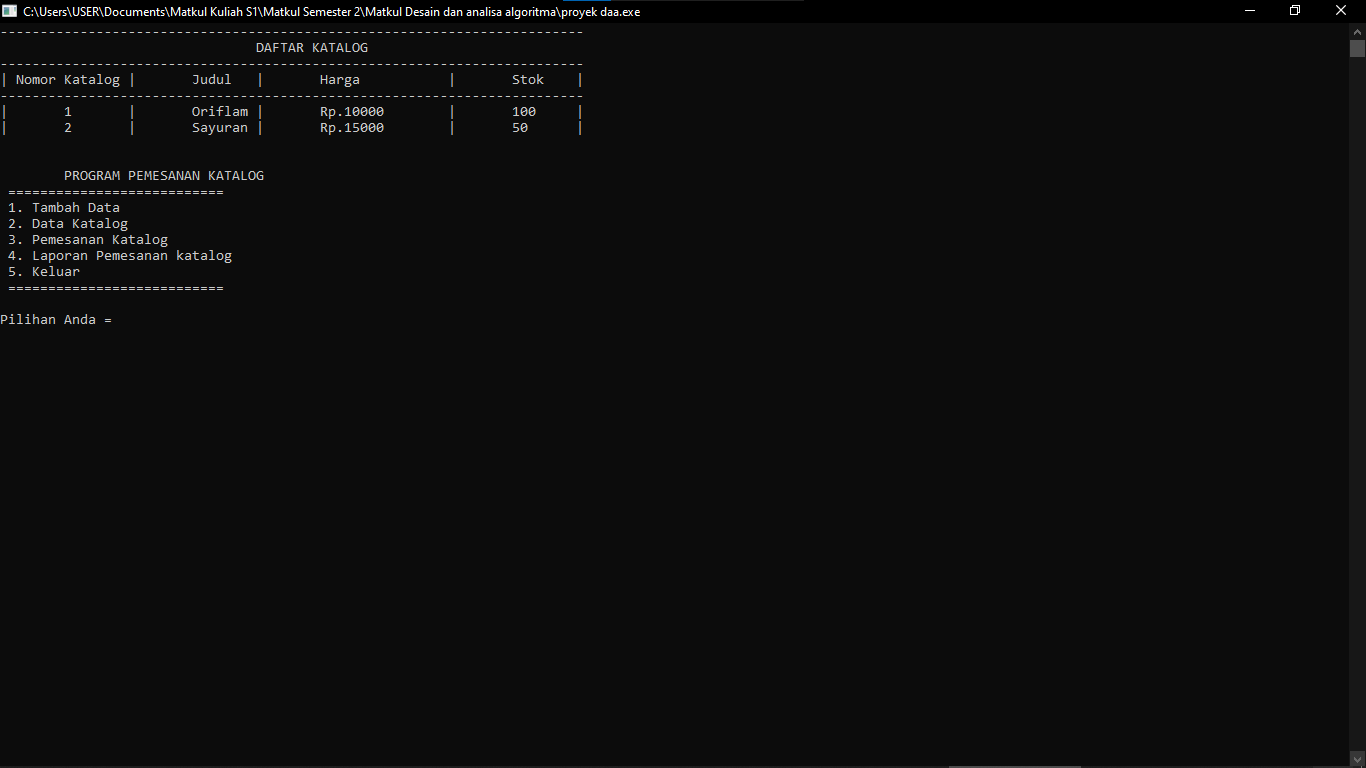 C:\Users\USER\Documents\Matkul Kuliah S1\Matkul Semester 2\Matkul Desain dan analisa algoritma\proyek daa.exe
-------------------------------------------------------------------------
DAFTAR KATALOG
-------------------------------------------------------------------------
| Nomor Katalog | Judul | Harga | Stok |
-------------------------------------------------------------------------
| 1 | Oriflam | Rp.10000 | 100 |
| 2 | Sayuran | Rp.15000 | 50 |
PROGRAM PEMESANAN KATALOG
===========================
1. Tambah Data
2. Data Katalog
3. Pemesanan Katalog
4. Laporan Pemesanan katalog
5. Keluar
===========================
Pilihan Anda =